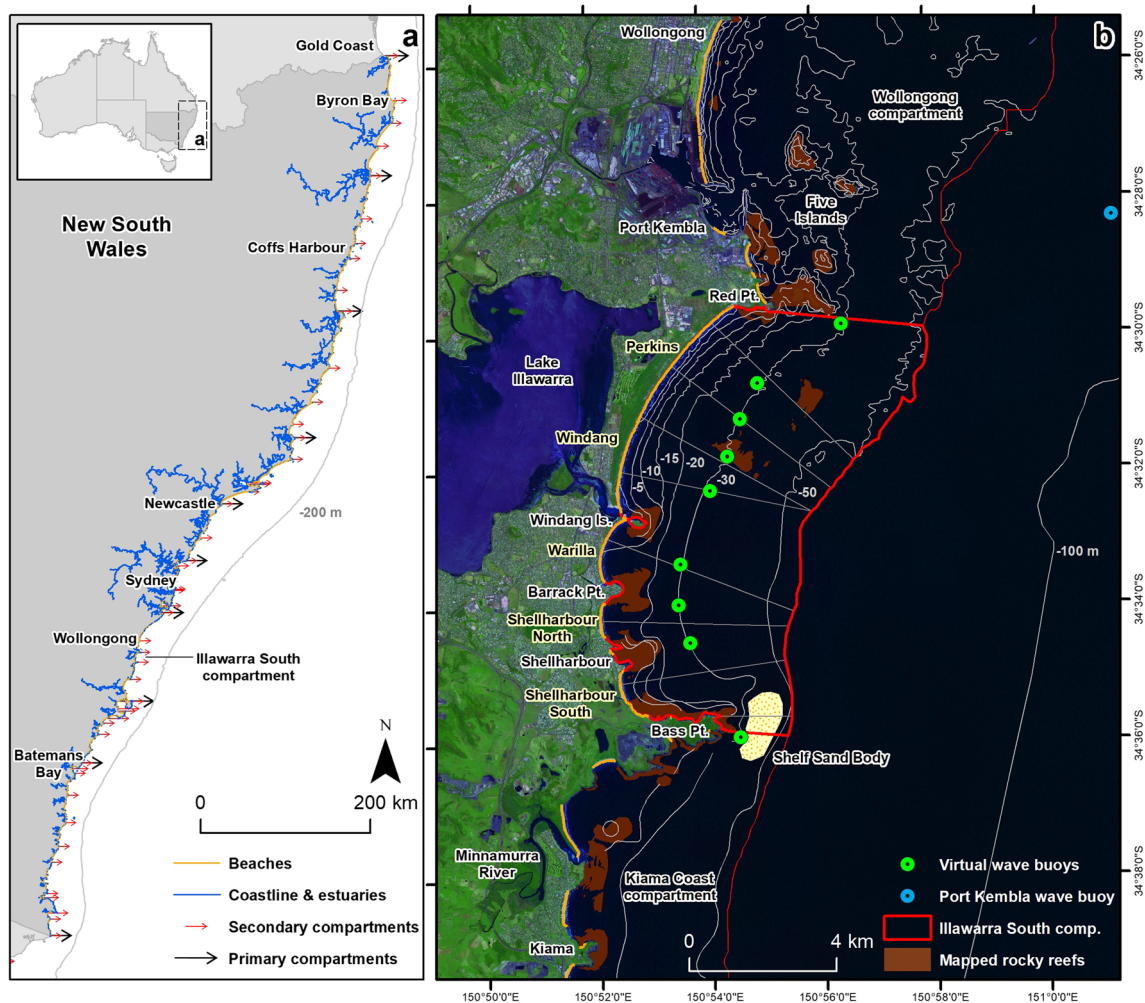 a
a
Gold Coast
Byron Bay
New South
Wales
Coffs Harbour
Newcastle
-200 m
Sydney
Wollongong
Illawarra South
compartment
Batemans
Bay
N
0
200 km
Beaches
Coastline & estuaries
Secondary compartments
Primary compartments
b
Wollongong
Wollongong
compartment
Five
Islands
Port Kembla
Red Pt.
Perkins
Lake
Illawarra
Windang
-5
-10
-15
-20
-30
-50
-100 m
Windang Is.
Warilla
Barrack Pt.
Shellharbour
North
Shellharbour
Shellharbour
South
Bass Pt.
Shelf Sand Body
Minnamurra
River
Kiama Coast
compartment
Kiama
0
4 km
Virtual wave buoys
Port Kembla wave buoy
Illawarra South comp.
Mapped rocky reefs
34°26'0"S
34°28'0"S
34°30'0"S
34°32'0"S
34°34'0"S
34°36'0"S
34°38'0"S
150°50'0"E
150°52'0"E
150°54'0"E
150°56'0"E
150°58'0"E
151°00'0"E